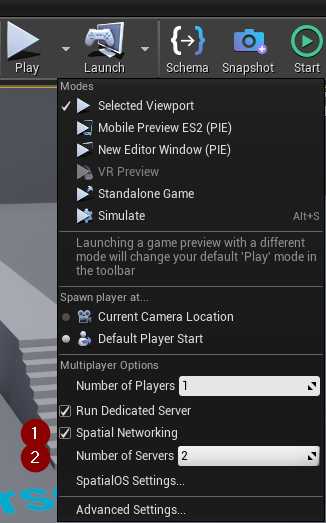 Play
Launch
Schema
Snapshot
Start
Modes
Selected Viewport
Mobile Preview ES2 (PIE)
New Editor Window (PIE)
VR Preview
Standalone Game
Simulate Alt+S
Launching a game preview with a different
mode will change your default 'Play' mode in
the toolbar
Spawn player at...
Current Camera Location
Default Player Start
Multiplayer Options
Number of Players 1
Run Dedicated Server
1 Spatial Networking
2 Number of Servers 2
SpatialOS Settings...
Advanced Settings...